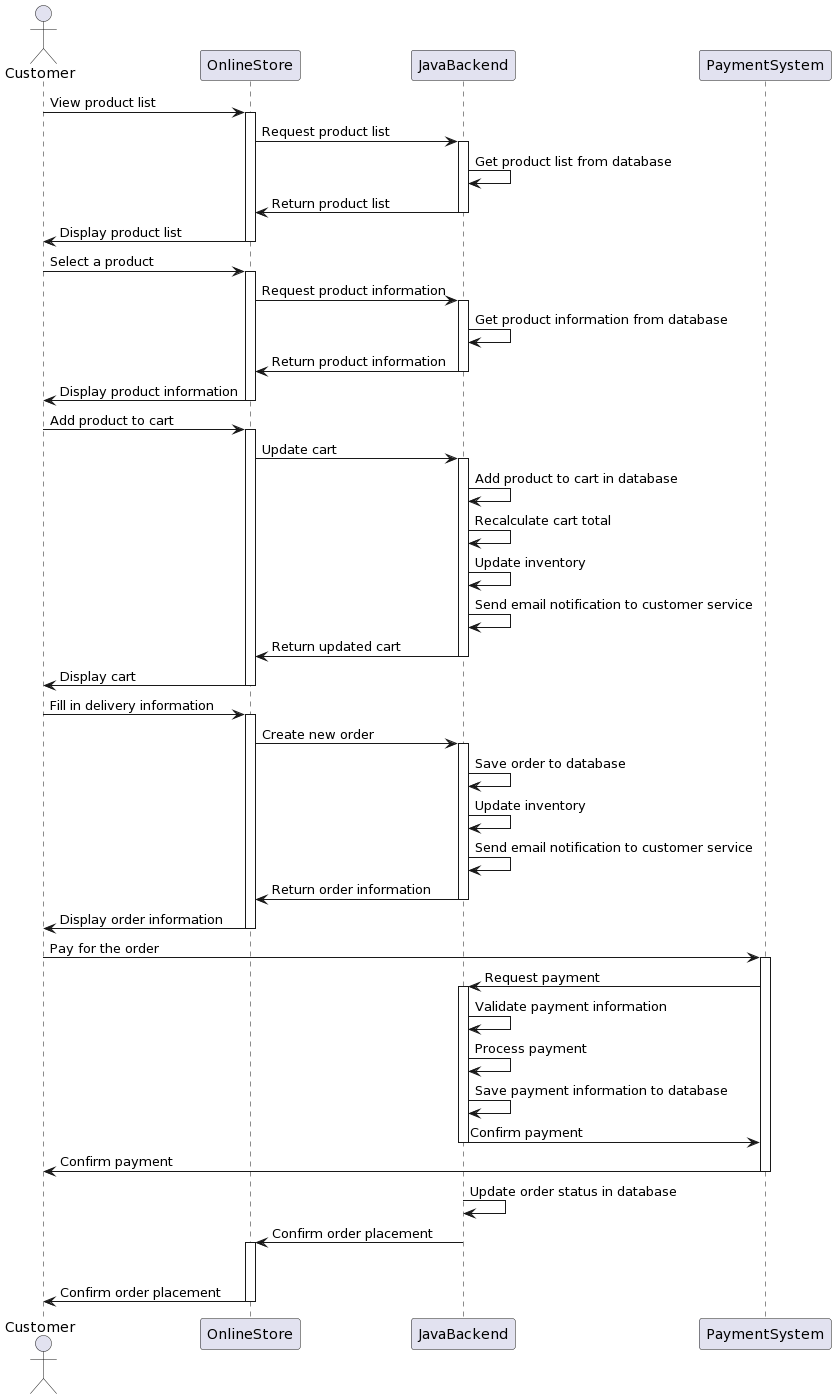 Customer
OnlineStore
JavaBackend
PaymentSystem
View product list
Request product list
Get product list from database
Return product list
Display product list
Select a product
Request product information
Get product information from database
Return product information
Display product information
Add product to cart
Update cart
Add product to cart in database
Recalculate cart total
Update inventory
Send email notification to customer service
Return updated cart
Display cart
Fill in delivery information
Create new order
Save order to database
Update inventory
Send email notification to customer service
Return order information
Display order information
Pay for the order
Request payment
Validate payment information
Process payment
Save payment information to database
Confirm payment
Confirm payment
Update order status in database
Confirm order placement
Confirm order placement
Customer
OnlineStore
JavaBackend
PaymentSystem